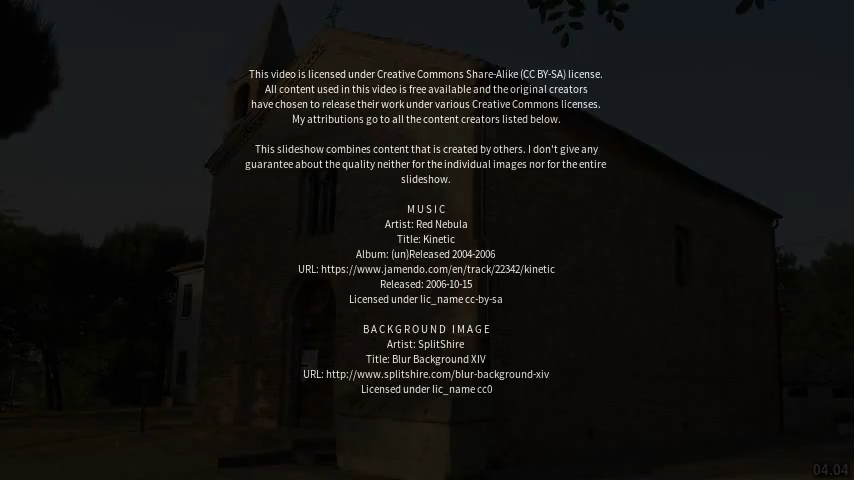 This video is licensed under Creative Commons Share-Alike (CC BY-SA) license.
All content used in this video is free available and the original creators
have chosen to release their work under various Creative Commons licenses.
My attributions go to all the content creators listed below.
This slideshow combines content that is created by others. I don't give any
guarantee about the quality neither for the individual images nor for the entire
slideshow.
MUSIC
Artist: Red Nebula
Title: Kinetic
Album: (un)Released 2004-2006
URL: https://www.jamendo.com/en/track/22342/kinetic
Released: 2006-10-15
Licensed under lic_name cc-by-sa
BACKGROUND IMAGE
Artist: SplitShire
Title: Blur Background XIV
URL: http://www.splitshire.com/blur-background-xiv
Licensed under lic_name cc0
04.04